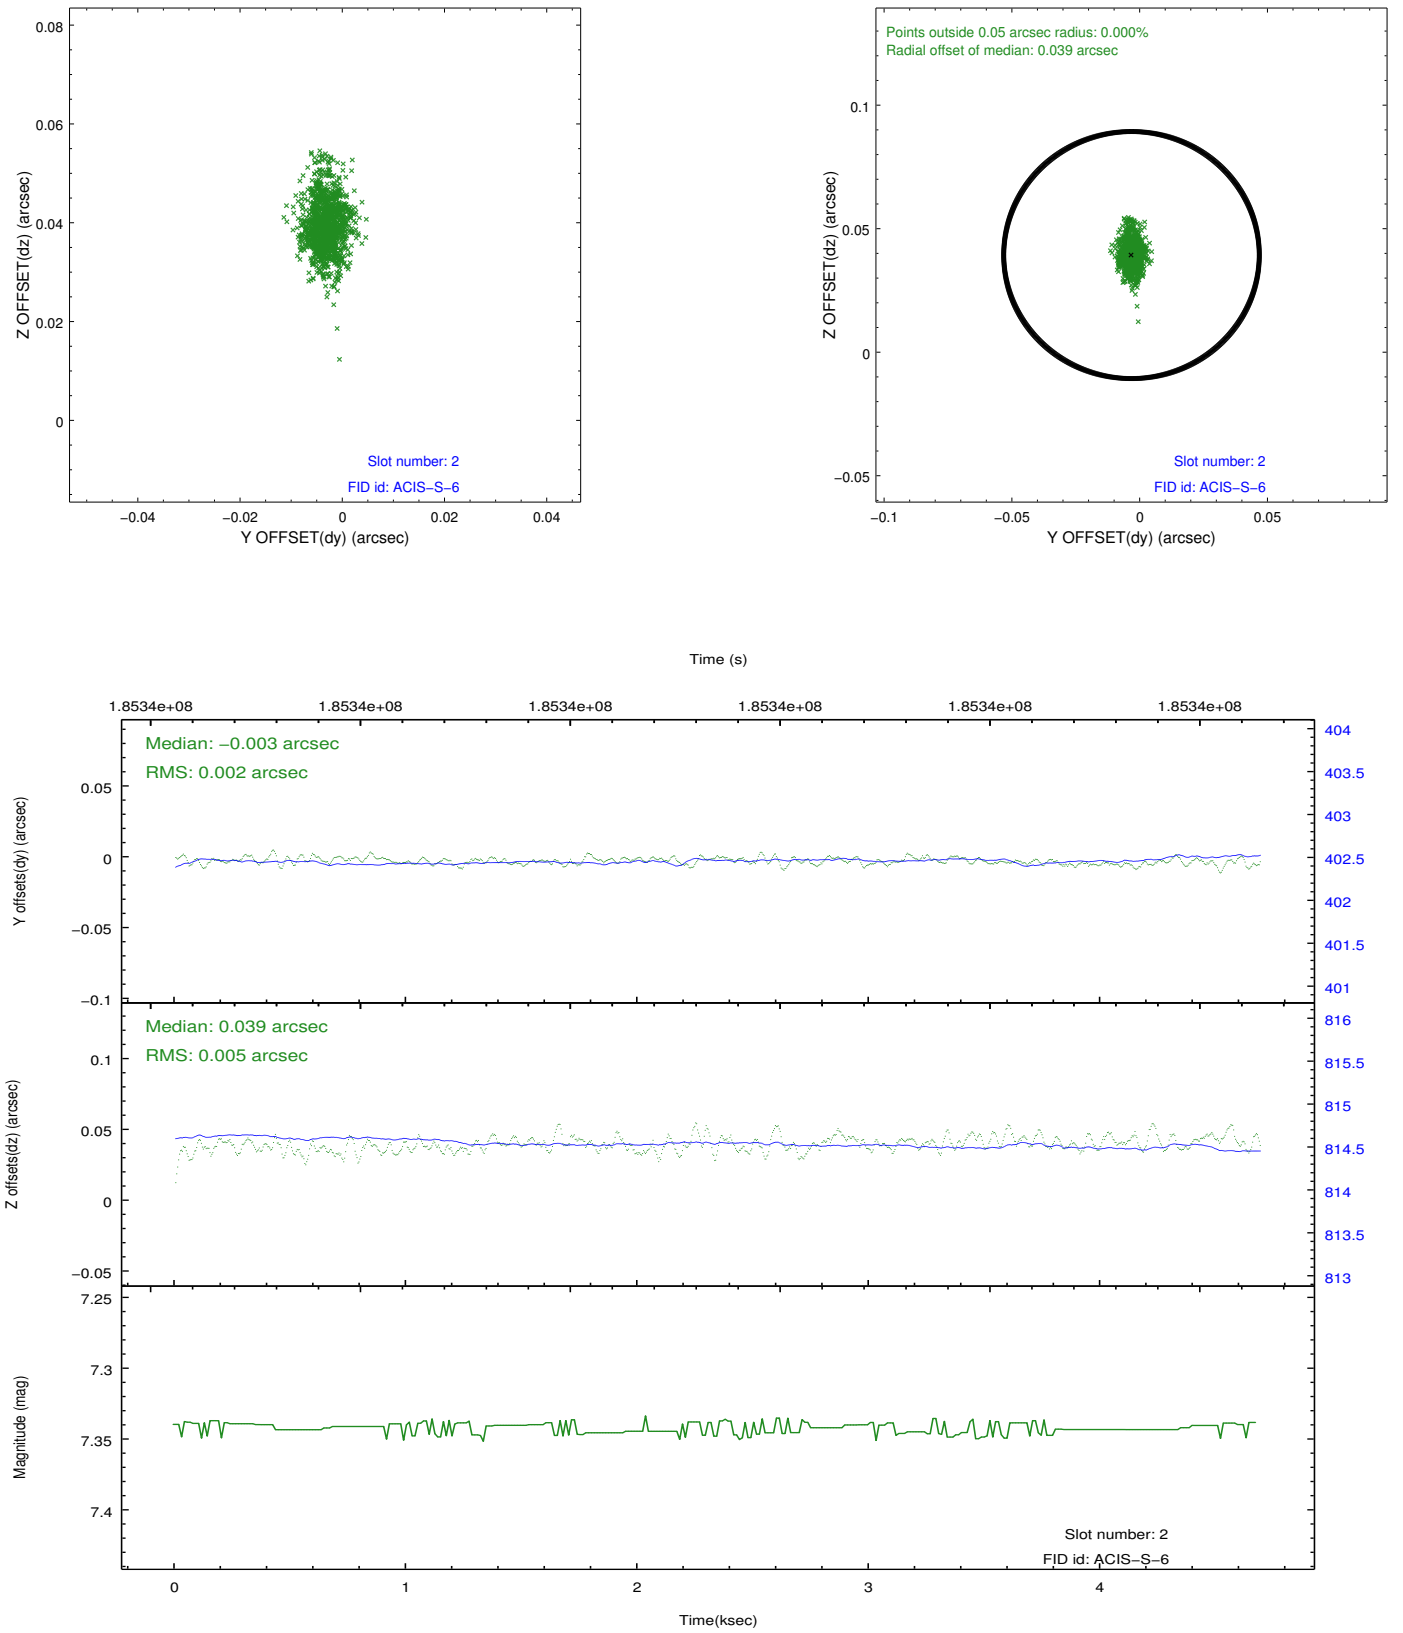 0.08
0.06
0.04
0.02
0
Z OFFSET(dz) (arcsec)
Slot number: 2
FID id: ACIS−S−6
−0.04
−0.02
0
0.02
0.04
Y OFFSET(dy) (arcsec)
Points outside 0.05 arcsec radius: 0.000%
Radial offset of median: 0.039 arcsec
0.1
0.05
0
−0.05
Z OFFSET(dz) (arcsec)
Slot number: 2
FID id: ACIS−S−6
−0.1
−0.05
0
0.05
Y OFFSET(dy) (arcsec)
Time (s)
1.8534e+08 1.8534e+08 1.8534e+08 1.8534e+08 1.8534e+08 1.8534e+08
Median: −0.003 arcsec
RMS: 0.002 arcsec
0.05
0
−0.05
−0.1
Y offsets(dy) (arcsec)
404
403.5
403
402.5
402
401.5
401
Median: 0.039 arcsec
RMS: 0.005 arcsec
0.1
0.05
0
−0.05
Z offsets(dz) (arcsec)
816
815.5
815
814.5
814
813.5
813
7.25
7.3
7.35
7.4
Magnitude (mag)
Slot number: 2
FID id: ACIS−S−6
0
1
2
3
4
Time(ksec)